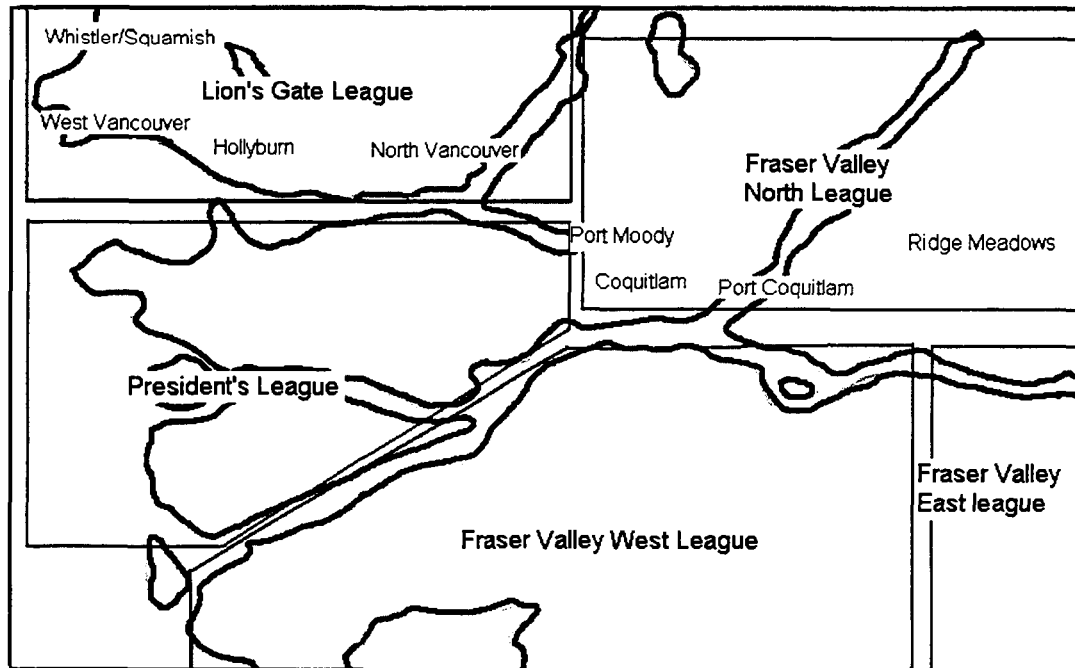 Whistler/Squamish
Lion's Gate League
West Vancouver
Hollyburn
North Vancouver
Fraser Valley
North League
Port Moody
Ridge Meadows
Coquitlam
Port Coquitlam
President's League
Fraser Valley
East league
Fraser Valley West League